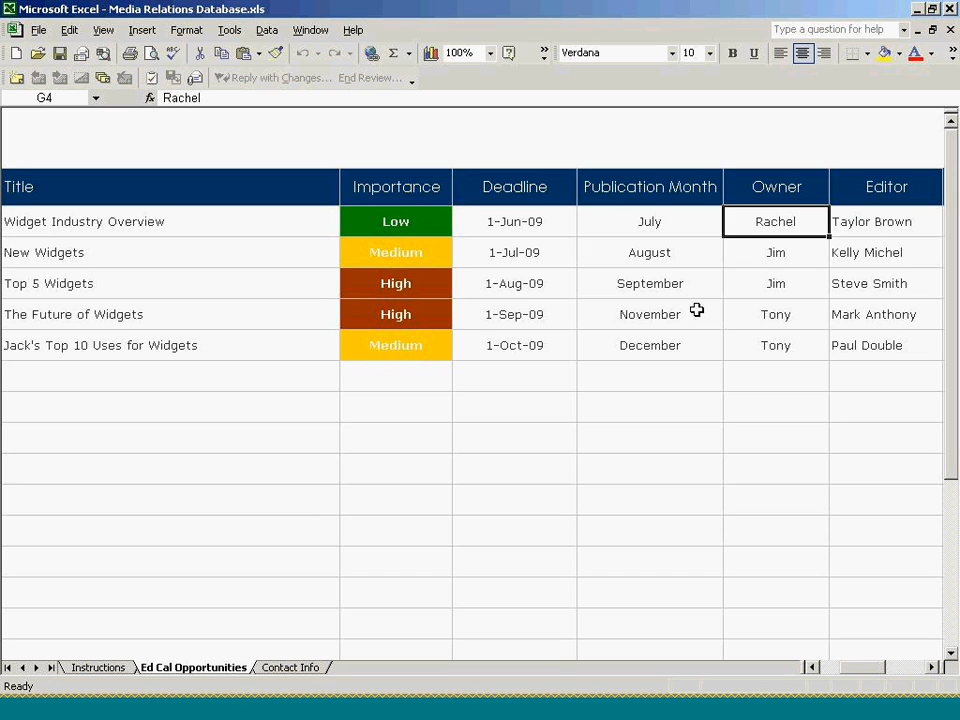 Microsoft Excel - Media Relations Database.xls
File Edit View Insert Format Tools Data Window Help Type a question for help
100% Verdana 10 B I U A
Reply with Changes... End Review...
G4 fx Rachel
Title Importance Deadline Publication Month Owner Editor
Widget Industry Overview Low 1-Jun-09 July Rachel Taylor Brown
New Widgets Medium 1-Jul-09 August Jim Kelly Michel
Top 5 Widgets High 1-Aug-09 September Jim Steve Smith
The Future of Widgets High 1-Sep-09 November Tony Mark Anthony
Jack's Top 10 Uses for Widgets Medium 1-Oct-09 December Tony Paul Double
Instructions Ed Cal Opportunities Contact Info
Ready